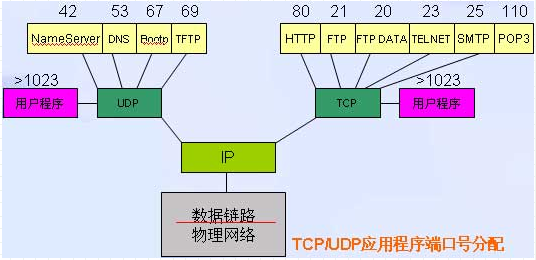 42 53 67 69 80 21 20 23 25 110
NameServer DNS Bootp TFTP HTTP FTP FTP DATA TELNET SMTP POP3
>1023 >1023
用户程序 UDP TCP 用户程序
IP
数据链路
物理网络
TCP/UDP应用程序端口号分配